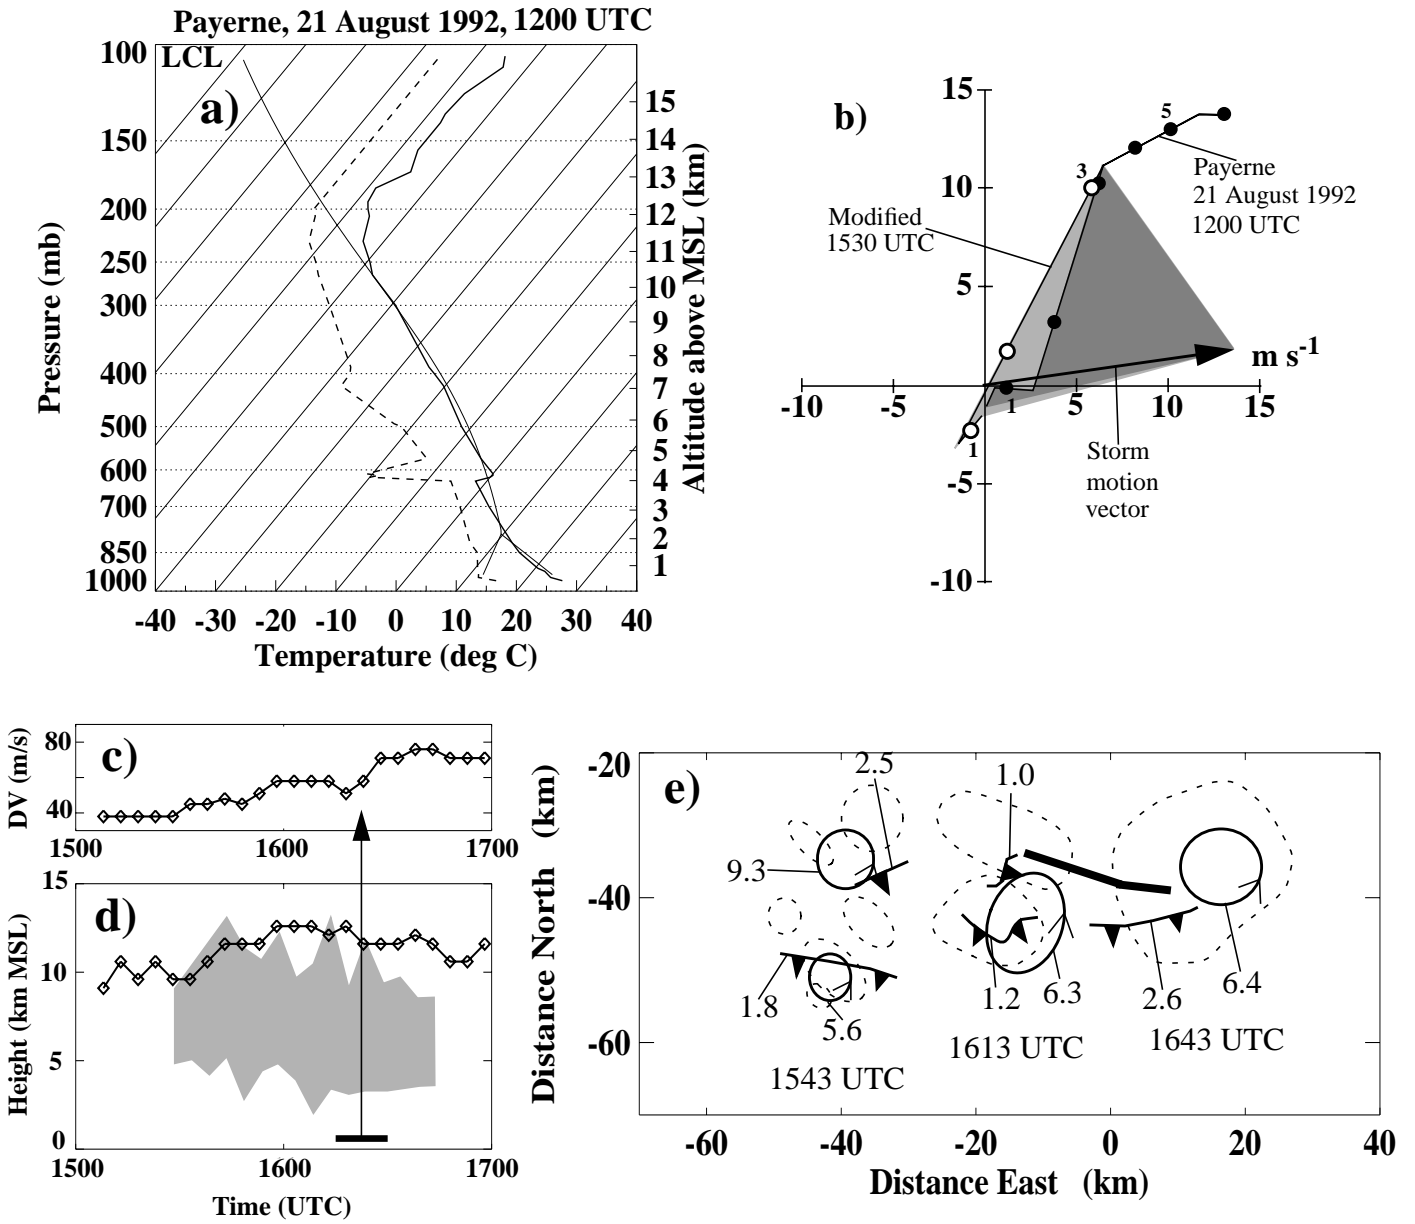 Payerne, 21 August 1992, 1200 UTC
LCL
a)
100
150
200
250
300
400
500
600
700
850
1000
Pressure (mb)
15
14
13
12
11
10
9
8
7
6
5
4
3
2
1
Altitude above MSL (km)
-40 -30 -20 -10 0 10 20 30 40
Temperature (deg C)
b)
15
10
5
-5
-10
-10 -5 1 5 10 15
m s-1
5
3
1
Payerne
21 August 1992
1200 UTC
Modified
1530 UTC
Storm
motion
vector
c)
DV (m/s)
80
40
1500 1600 1700
d)
Height (km MSL)
15
10
5
0
1500 1600 1700
Time (UTC)
e)
Distance North (km)
-20
-40
-60
2.5
1.0
9.3
1.8
5.6
1.2
6.3
2.6
6.4
1543 UTC
1613 UTC
1643 UTC
-60 -40 -20 0 20 40
Distance East (km)